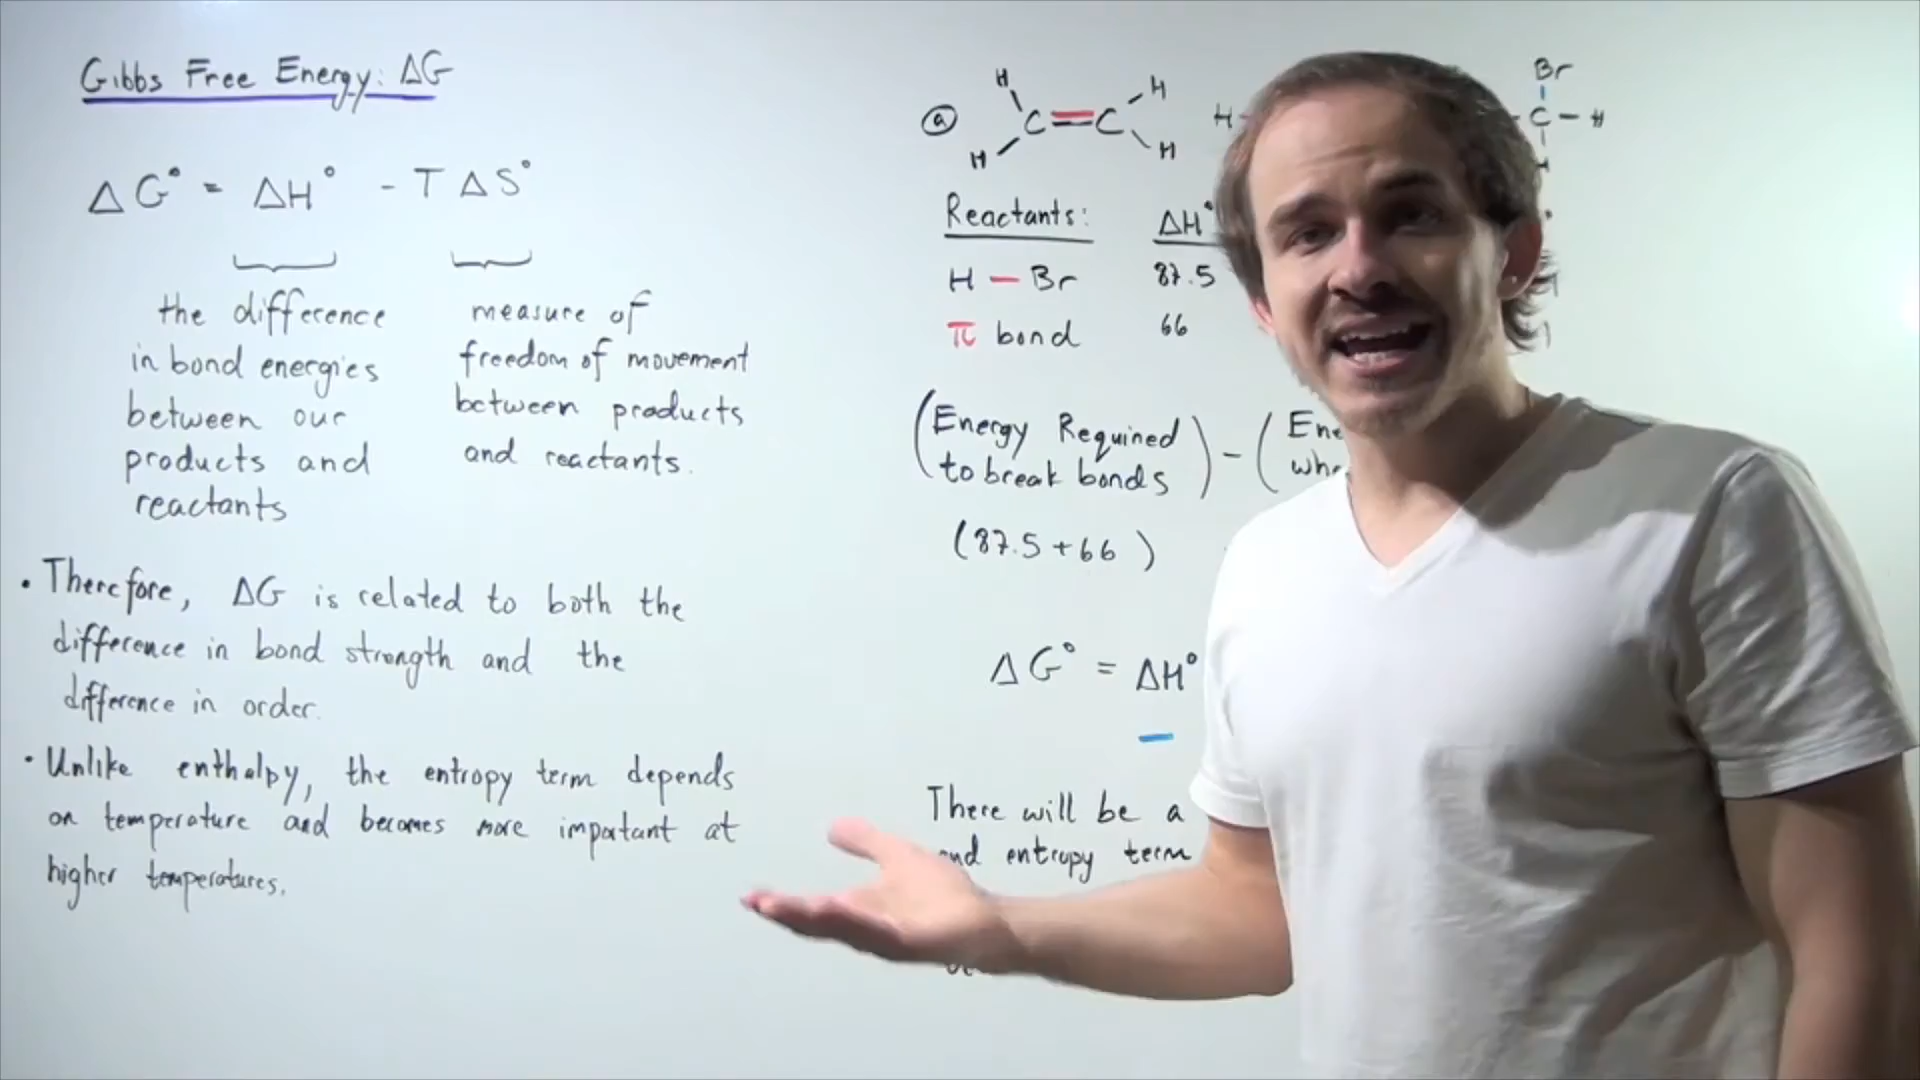 Gibbs Free Energy: ΔG
ΔG° = ΔH° - TΔS°
the difference
in bond energies
between our
products and
reactants
measure of
freedom of movement
between products
and reactants.
• Therefore, ΔG is related to both the
difference in bond strength and the
difference in order.
• Unlike enthalpy, the entropy term depends
on temperature and becomes more important at
higher temperatures.
ⓐ
H H
C=C
H H
H
Br
C-H
H
Reactants: ΔH°
H-Br 87.5
π bond 66
(Energy Required
to break bonds) - (
(87.5+66)
ΔG° = ΔH°
There will be a
and entropy term